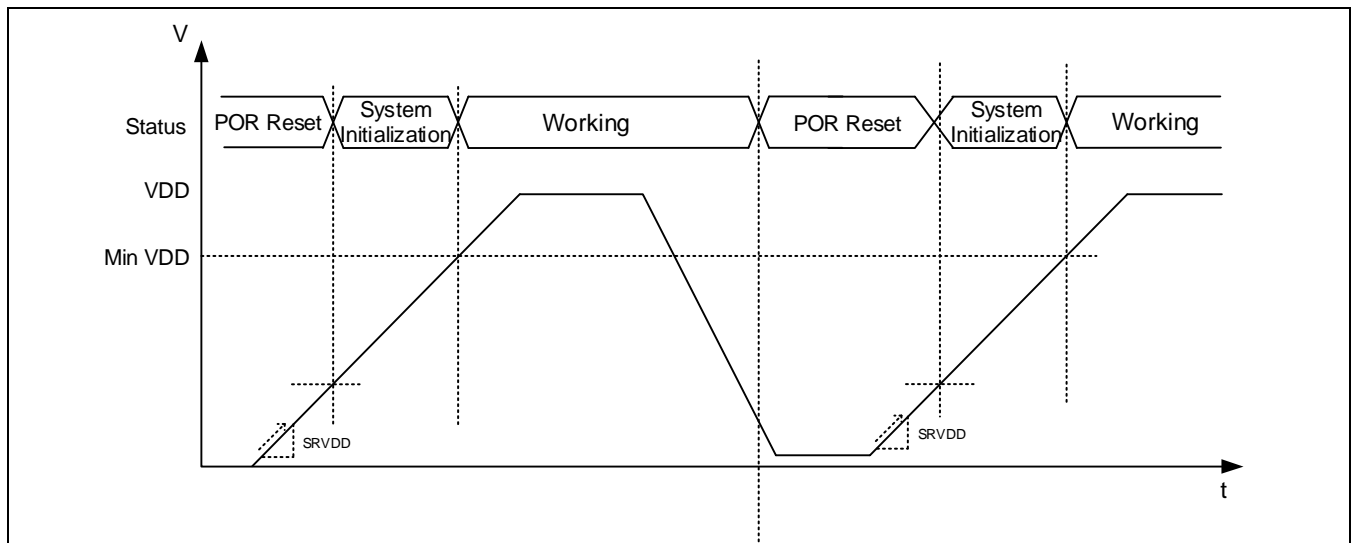 V
Status
POR Reset
System
Initialization
Working
POR Reset
System
Initialization
Working
VDD
Min VDD
SRVDD
SRVDD
t